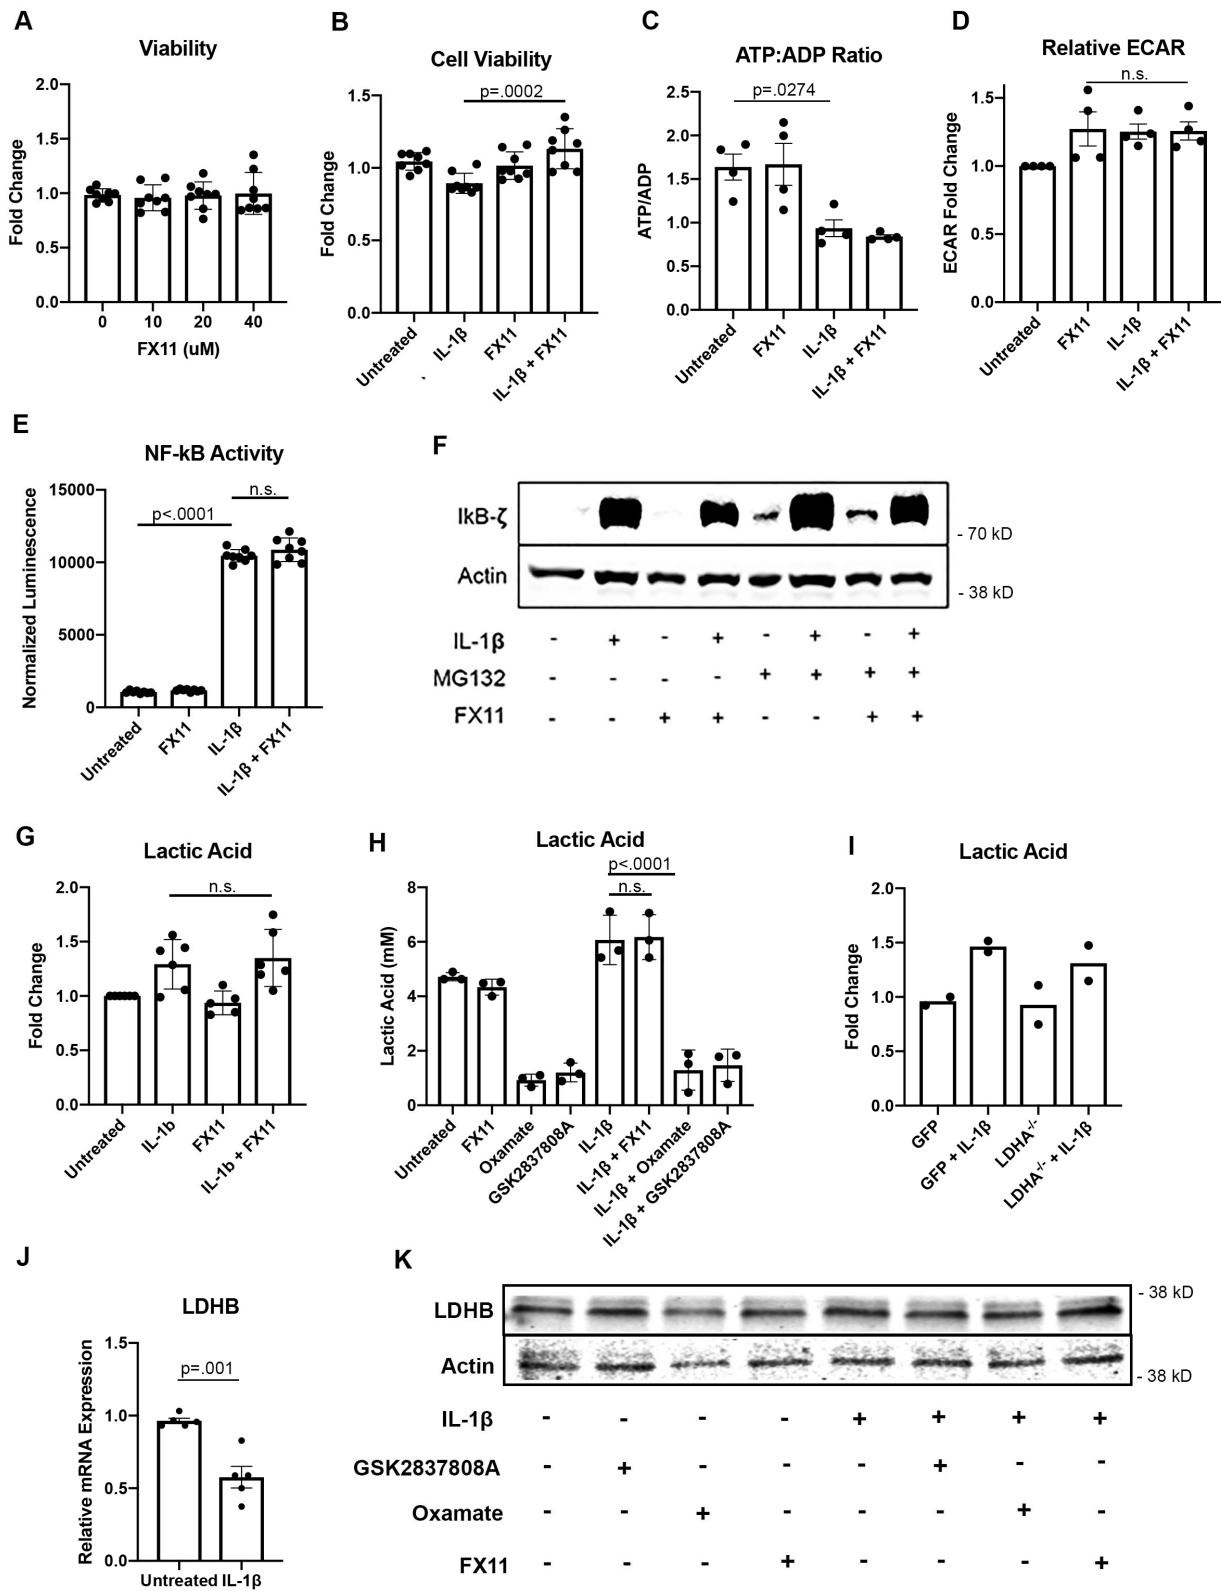 A
Viability
Fold Change
2.0
1.5
1.0
0.5
0.0
0 10 20 40
FX11 (uM)
B
Cell Viability
p=.0002
Fold Change
1.5
1.0
0.5
0.0
Untreated
IL-1β
FX11
IL-1β + FX11
C
ATP:ADP Ratio
p=.0274
ATP/ADP
2.5
2.0
1.5
1.0
0.5
0.0
Untreated
FX11
IL-1β
IL-1β + FX11
D
Relative ECAR
n.s.
ECAR Fold Change
1.5
1.0
0.5
0.0
Untreated
FX11
IL-1β
IL-1β + FX11
E
NF-kB Activity
n.s.
p<.0001
Normalized Luminescence
15000
10000
5000
0
Untreated
FX11
IL-1β
IL-1β + FX11
F
IkB-ζ
- 70 kD
Actin
- 38 kD
IL-1β - + - + - + - +
MG132 - - - - + + + +
FX11 - - + + - - + +
G
Lactic Acid
n.s.
Fold Change
2.0
1.5
1.0
0.5
0.0
Untreated
IL-1b
FX11
IL-1b + FX11
H
Lactic Acid
p<.0001
n.s.
Lactic Acid (mM)
8
6
4
2
0
Untreated
FX11
Oxamate
GSK2837808A
IL-1β
IL-1β + FX11
IL-1β + Oxamate
IL-1β + GSK2837808A
I
Lactic Acid
Fold Change
2.0
1.5
1.0
0.5
0.0
GFP
GFP + IL-1β
LDHA-/-
LDHA-/- + IL-1β
J
LDHB
p=.001
Relative mRNA Expression
1.5
1.0
0.5
0.0
Untreated IL-1β
K
LDHB
- 38 kD
Actin
- 38 kD
IL-1β - - - - + + + +
GSK2837808A - + - - - + - -
Oxamate - - + - - - + -
FX11 - - - + - - - +